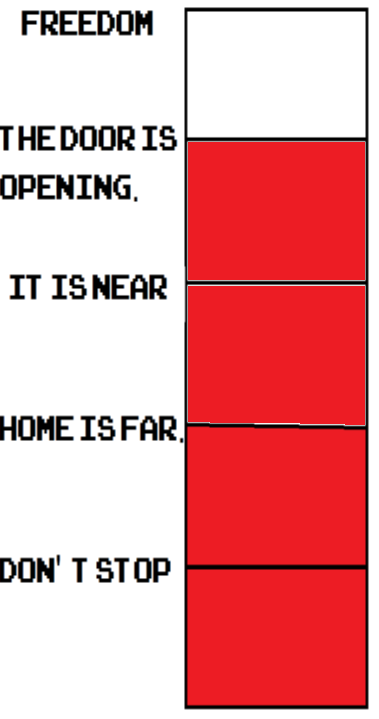 FREEDOM
THE DOOR IS
OPENING.
IT IS NEAR
HOME IS FAR.
DON'T STOP